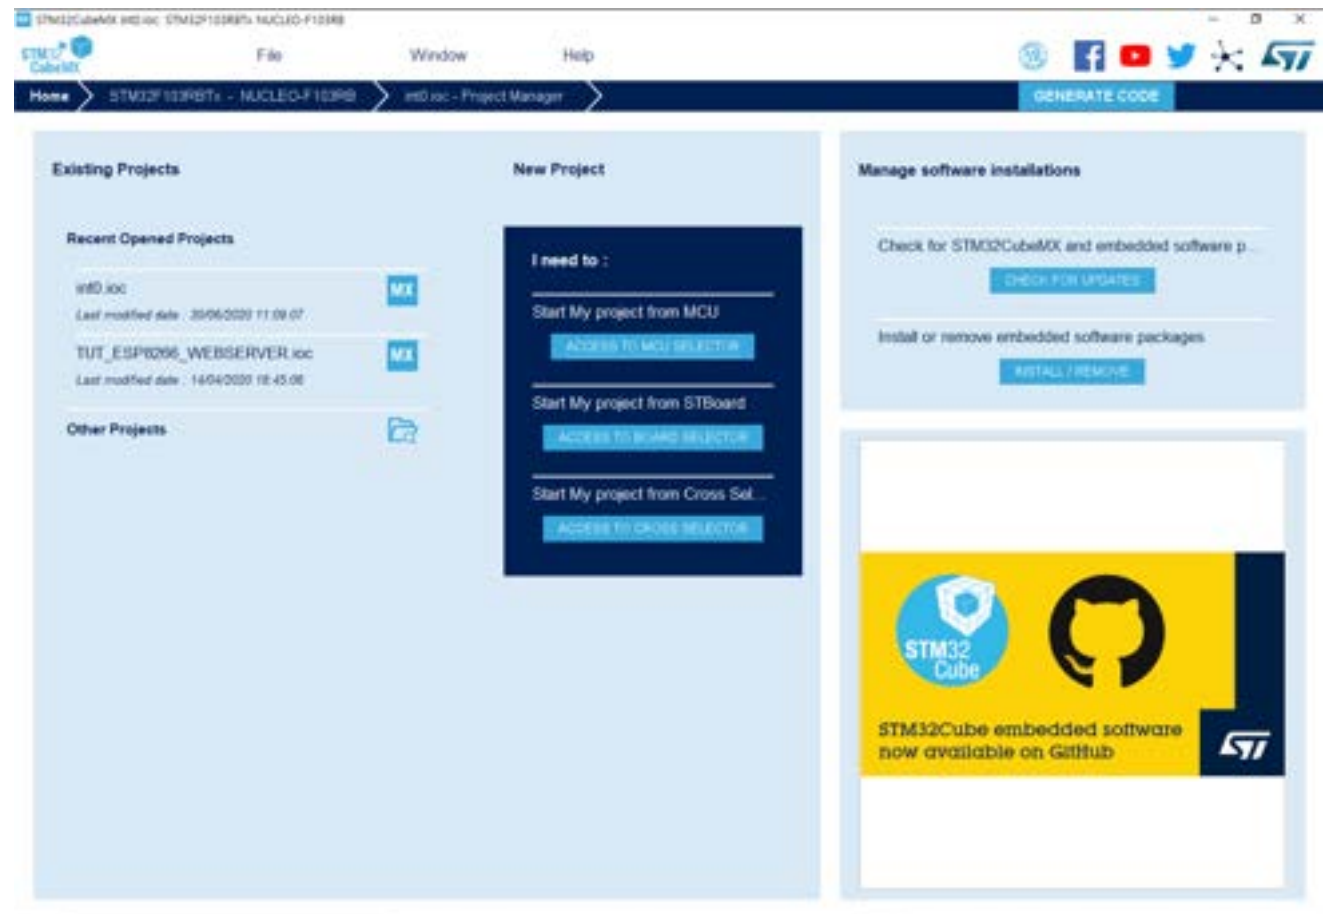 STM32CubeMX int0.ioc: STM32F103RBTx NUCLEO-F103RB
STM32
CubeMX
File
Window
Help
Home
STM32F103RBTx - NUCLEO-F103RB
int0.ioc - Project Manager
GENERATE CODE
Existing Projects
Recent Opened Projects
int0.ioc
MX
Last modified date : 30/06/2020 11:09:07
TUT_ESP8266_WEBSERVER.ioc
MX
Last modified date : 14/04/2020 18:45:06
Other Projects
New Project
I need to :
Start My project from MCU
ACCESS TO MCU SELECTOR
Start My project from STBoard
ACCESS TO BOARD SELECTOR
Start My project from Cross Sel...
ACCESS TO CROSS SELECTOR
Manage software installations
Check for STM32CubeMX and embedded software p...
CHECK FOR UPDATES
Install or remove embedded software packages
INSTALL / REMOVE
STM32
Cube
STM32Cube embedded software
now available on GitHub
ST